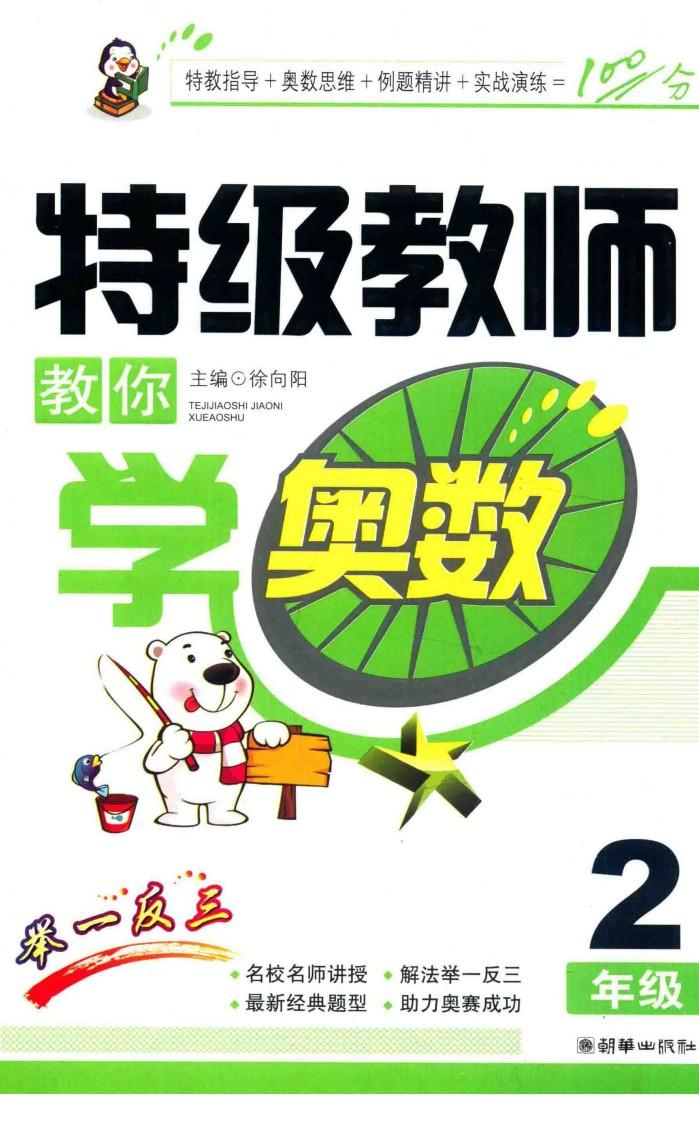 特教指导+奥数思维+例题精讲+实战演练=100分
特级教师
教你
主编⊙徐向阳
TEJIJIAOSHI JIAONI
XUEAOSHU
学奥数
举一反三
2
年级
名校名师讲授
解法举一反三
最新经典题型
助力奥赛成功
朝華出版社